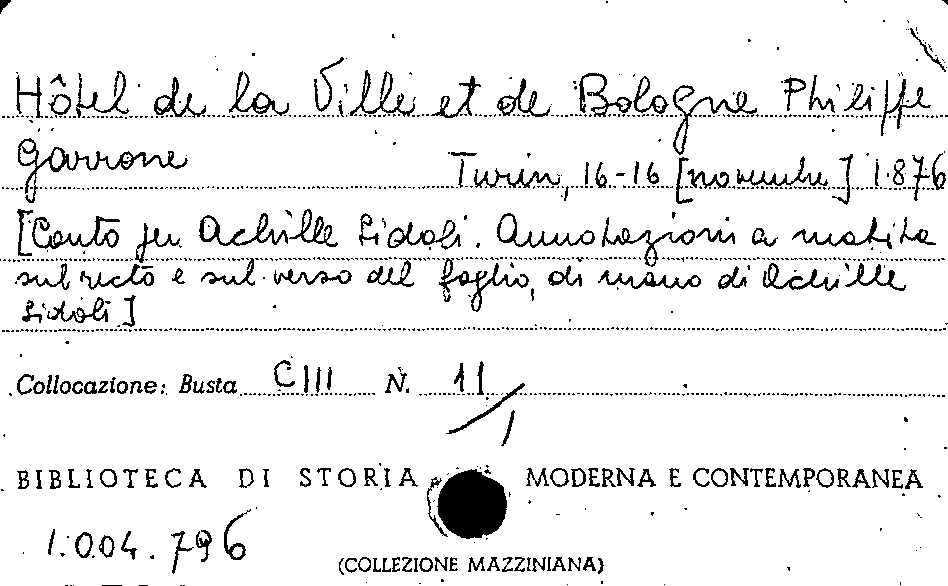 Hôtel de la Ville et de Bologne Philippe
Garrone Turin, 16-16 [novembre] 1876
[Conto per Achille Sidoli. Annotazioni a matita
sul recto e sul verso del foglio, di mano di Achille
Sidoli]
Collocazione: Busta CIII N. 11/1
BIBLIOTECA DI STORIA MODERNA E CONTEMPORANEA
1.004.796
(COLLEZIONE MAZZINIANA)